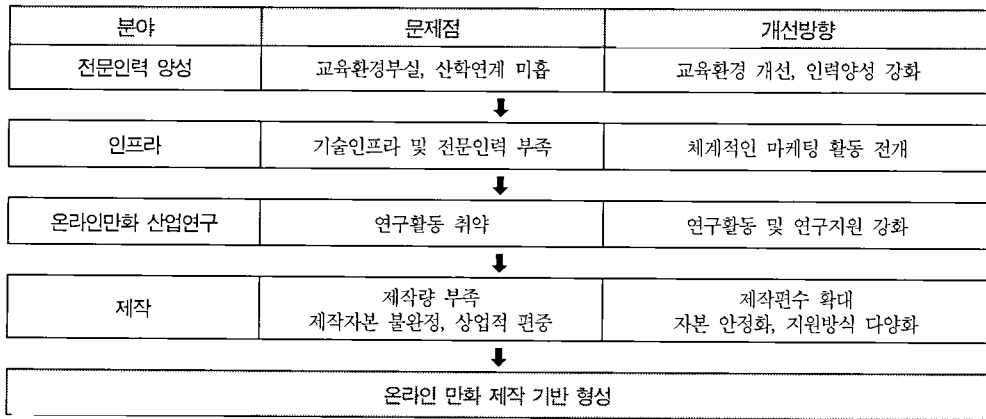 분야 문제점 개선방향
전문인력 양성 교육환경부실, 산학연계 미흡 교육환경 개선, 인력양성 강화
인프라 기술인프라 및 전문인력 부족 체계적인 마케팅 활동 전개
온라인만화 산업연구 연구활동 취약 연구활동 및 연구지원 강화
제작 제작량 부족 제작편수 확대
제작자본 불완정, 상업적 편중 자본 안정화, 지원방식 다양화
온라인 만화 제작 기반 형성